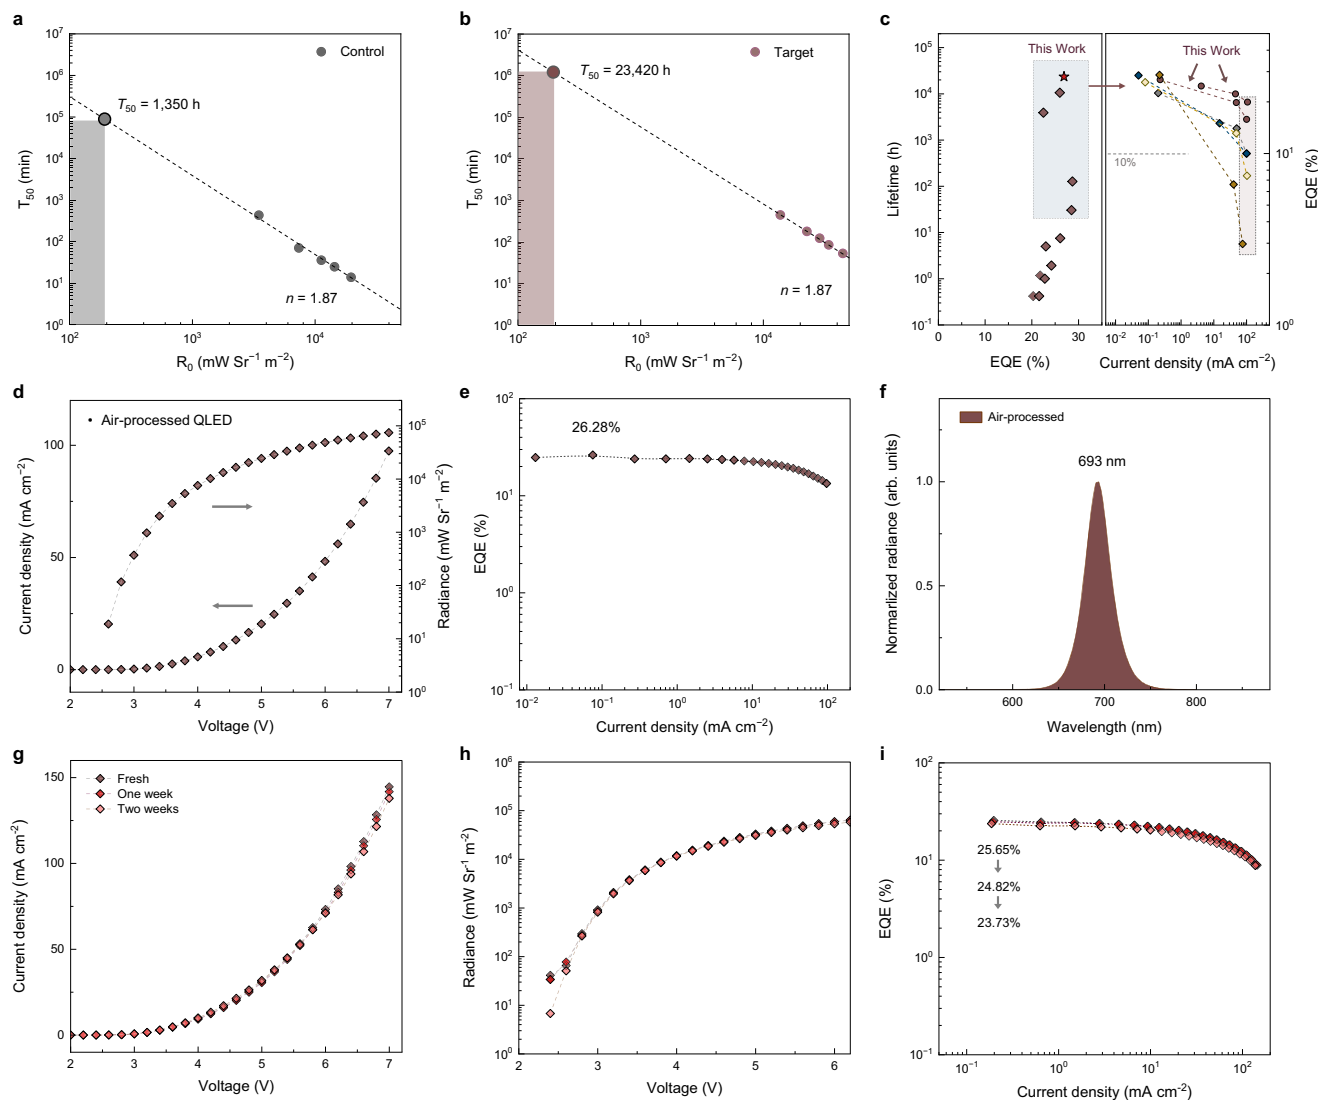 a
T₅₀ (min)
10⁷
10⁶
10⁵
10⁴
10³
10²
10¹
10⁰
Control
T₅₀ = 1,350 h
n = 1.87
10² 10³ 10⁴
R₀ (mW Sr⁻¹ m⁻²)
b
T₅₀ (min)
10⁷
10⁶
10⁵
10⁴
10³
10²
10¹
10⁰
Target
T₅₀ = 23,420 h
n = 1.87
10² 10³ 10⁴
R₀ (mW Sr⁻¹ m⁻²)
c
Lifetime (h)
10⁵
10⁴
10³
10²
10¹
10⁰
10⁻¹
This Work
This Work
10%
10¹
10⁰
EQE (%)
0 10 20 30
EQE (%)
10⁻² 10⁻¹ 10⁰ 10¹ 10²
Current density (mA cm⁻²)
d
Current density (mA cm⁻²)
100
50
0
Air-processed QLED
10⁵
10⁴
10³
10²
10¹
10⁰
Radiance (mW Sr⁻¹ m⁻²)
2 3 4 5 6 7
Voltage (V)
e
EQE (%)
10²
10¹
10⁰
10⁻¹
26.28%
10⁻² 10⁻¹ 10⁰ 10¹ 10²
Current density (mA cm⁻²)
f
Normarlized radiance (arb. units)
1.0
0.5
0.0
Air-processed
693 nm
600 700 800
Wavelength (nm)
g
Current density (mA cm⁻²)
150
100
50
0
Fresh
One week
Two weeks
2 3 4 5 6 7
Voltage (V)
h
Radiance (mW Sr⁻¹ m⁻²)
10⁶
10⁵
10⁴
10³
10²
10¹
10⁰
2 3 4 5 6
Voltage (V)
i
EQE (%)
10²
10¹
10⁰
10⁻¹
25.65%
24.82%
23.73%
10⁻¹ 10⁰ 10¹ 10²
Current density (mA cm⁻²)